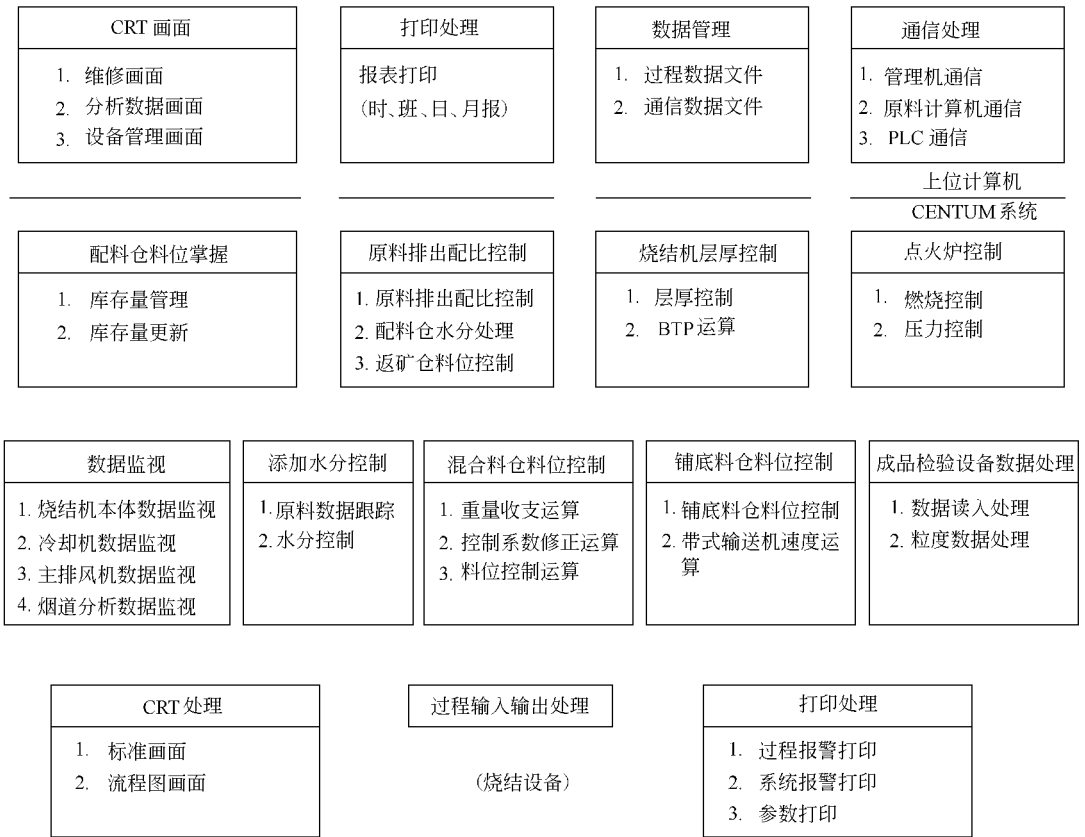 CRT 画面
1. 维修画面
2. 分析数据画面
3. 设备管理画面
打印处理
报表打印
(时、班、日、月报)
数据管理
1. 过程数据文件
2. 通信数据文件
通信处理
1. 管理机通信
2. 原料计算机通信
3. PLC 通信
上位计算机
CENTUM 系统
配料仓料位掌握
1. 库存量管理
2. 库存量更新
原料排出配比控制
1. 原料排出配比控制
2. 配料仓水分处理
3. 返矿仓料位控制
烧结机层厚控制
1. 层厚控制
2. BTP 运算
点火炉控制
1. 燃烧控制
2. 压力控制
数据监视
1. 烧结机本体数据监视
2. 冷却机数据监视
3. 主排风机数据监视
4. 烟道分析数据监视
添加水分控制
1. 原料数据跟踪
2. 水分控制
混合料仓料位控制
1. 重量收支运算
2. 控制系数修正运算
3. 料位控制运算
铺底料仓料位控制
1. 铺底料仓料位控制
2. 带式输送机速度运
算
成品检验设备数据处理
1. 数据读入处理
2. 粒度数据处理
CRT 处理
1. 标准画面
2. 流程图画面
过程输入输出处理
(烧结设备)
打印处理
1. 过程报警打印
2. 系统报警打印
3. 参数打印